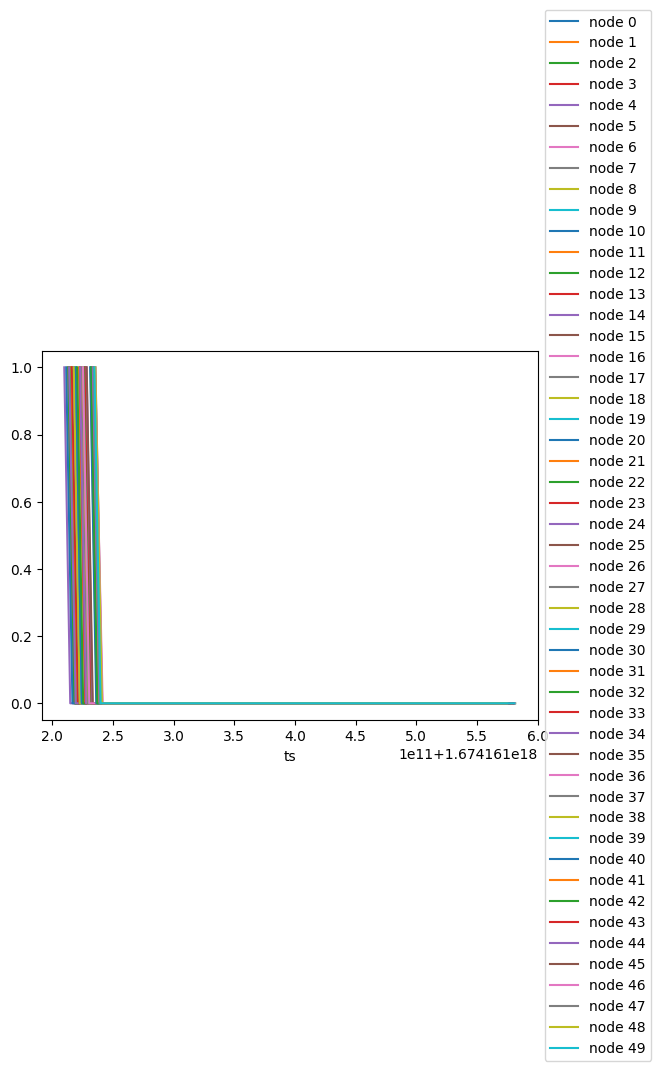 1.0
0.8
0.6
0.4
0.2
0.0
2.0 2.5 3.0 3.5 4.0 4.5 5.0 5.5 6.0
ts
1e11+1.674161e18
node 0
node 1
node 2
node 3
node 4
node 5
node 6
node 7
node 8
node 9
node 10
node 11
node 12
node 13
node 14
node 15
node 16
node 17
node 18
node 19
node 20
node 21
node 22
node 23
node 24
node 25
node 26
node 27
node 28
node 29
node 30
node 31
node 32
node 33
node 34
node 35
node 36
node 37
node 38
node 39
node 40
node 41
node 42
node 43
node 44
node 45
node 46
node 47
node 48
node 49